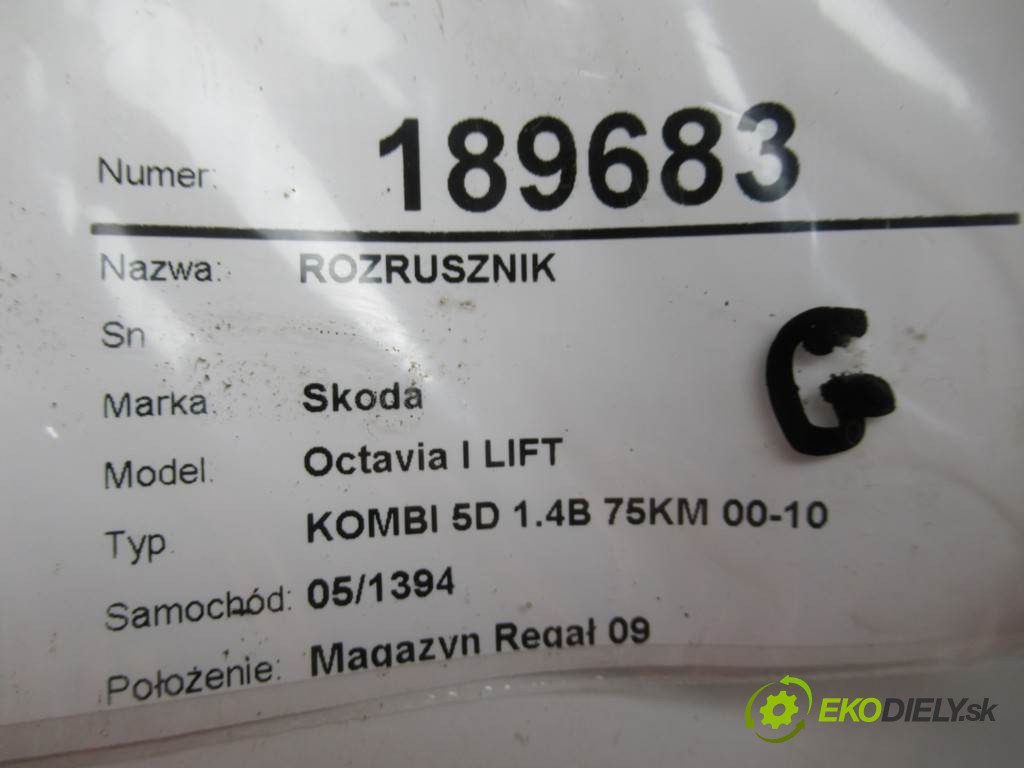 Numer: 189683
Nazwa: ROZRUSZNIK
Sn
G
Marka: Skoda
Model: Octavia I LIFT
Typ: KOMBI 5D 1.4B 75KM 00-10
Samochód: 05/1394
Położenie: Magazyn Regał 09
EKODIELY.sk